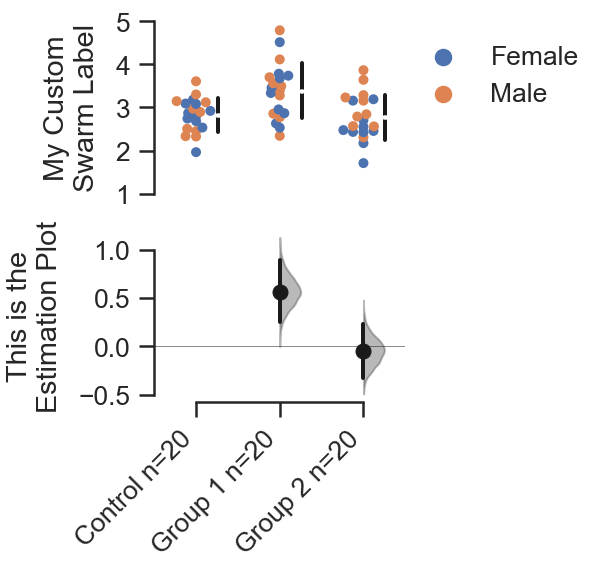 My Custom
Swarm Label
5
4
3
2
1
Female
Male
This is the
Estimation Plot
1.0
0.5
0.0
−0.5
Control n=20
Group 1 n=20
Group 2 n=20